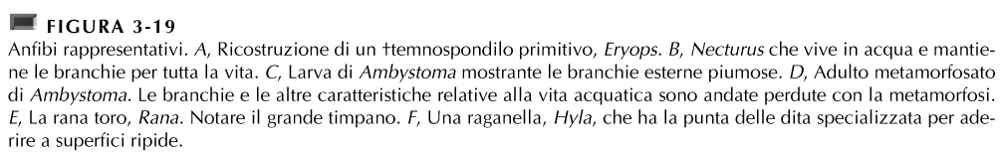 FIGURA 3-19
Anfibi rappresentativi. A, Ricostruzione di un †temnospondilo primitivo, Eryops. B, Necturus che vive in acqua e mantie-
ne le branchie per tutta la vita. C, Larva di Ambystoma mostrante le branchie esterne piumose. D, Adulto metamorfosato
di Ambystoma. Le branchie e le altre caratteristiche relative alla vita acquatica sono andate perdute con la metamorfosi.
E, La rana toro, Rana. Notare il grande timpano. F, Una raganella, Hyla, che ha la punta delle dita specializzata per ade-
rire a superfici ripide.